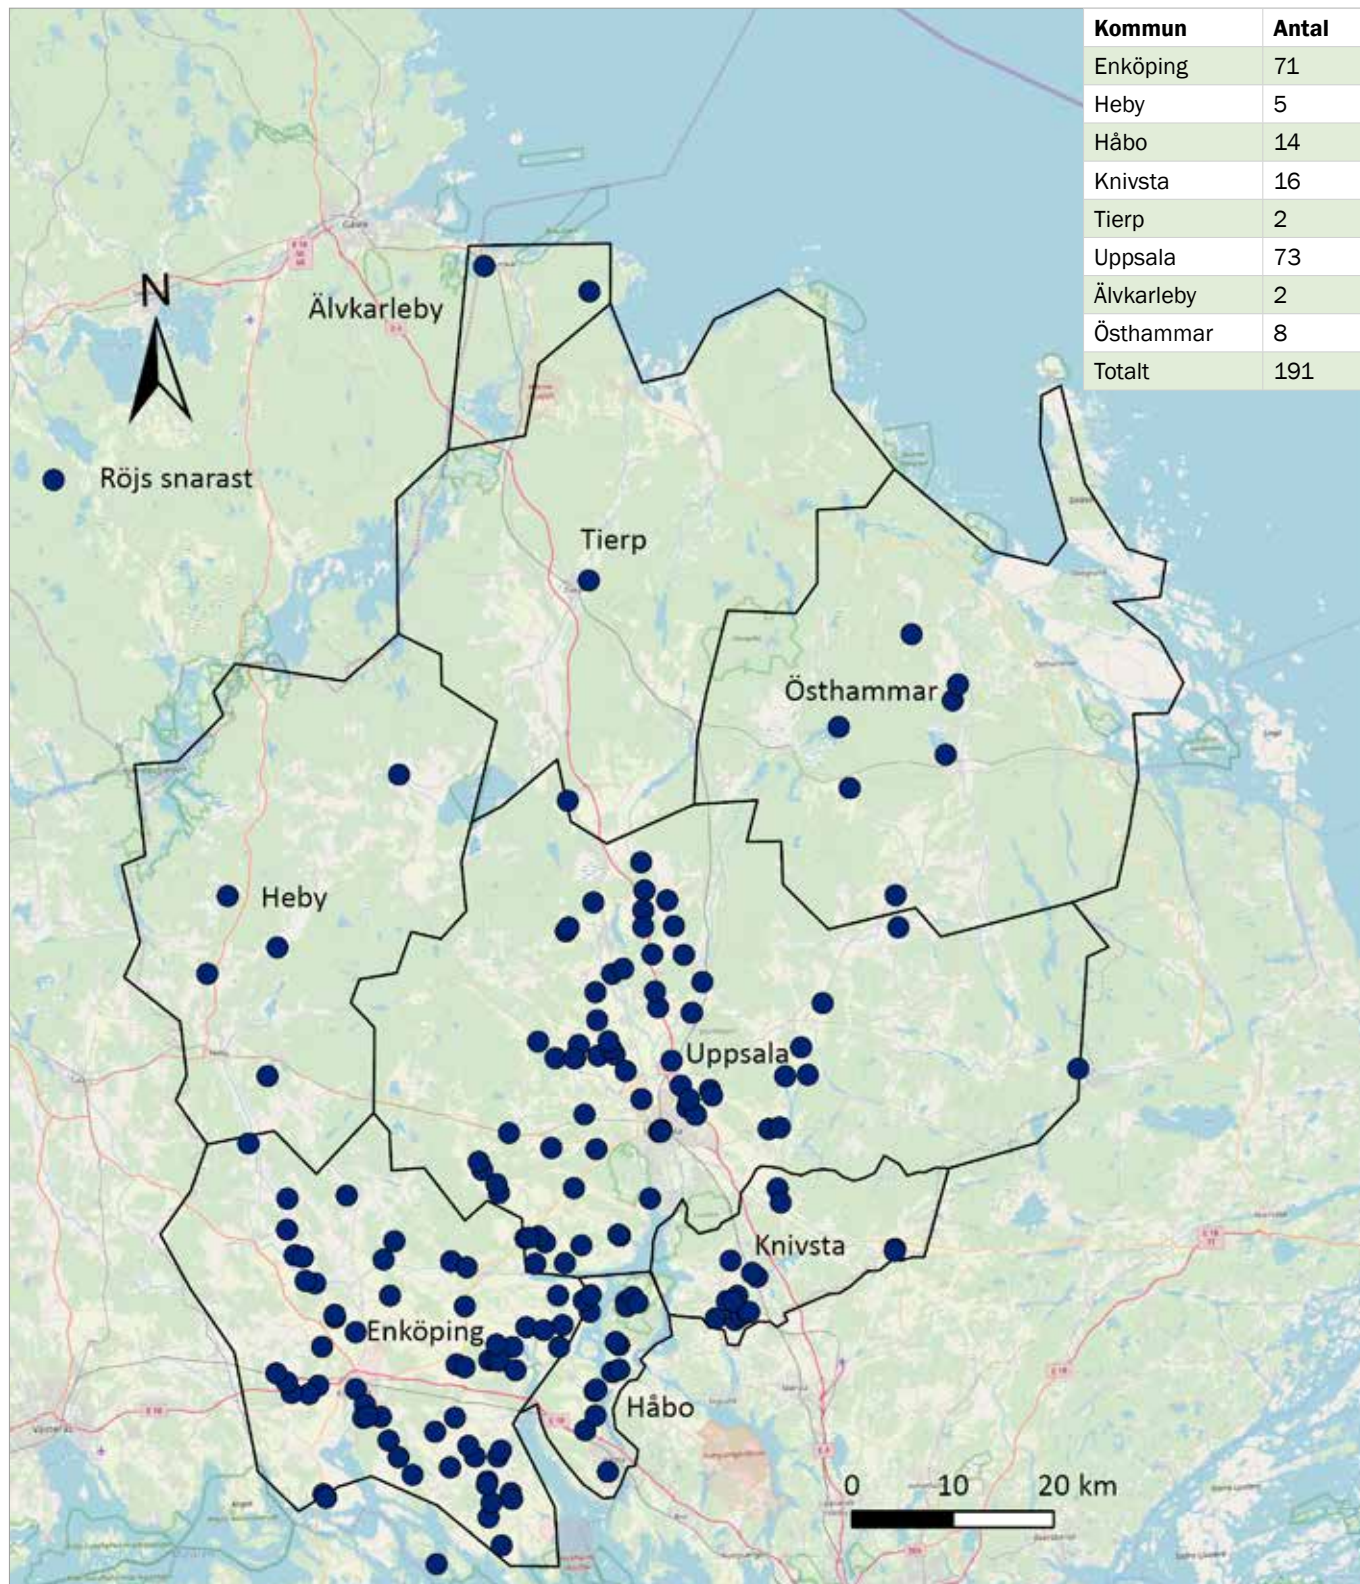 Kommun Antal
Enköping 71
Heby 5
Håbo 14
Knivsta 16
Tierp 2
Uppsala 73
Älvkarleby 2
Östhammar 8
Totalt 191
N
Älvkarleby
Röjs snarast
Tierp
Östhammar
Heby
Uppsala
Knivsta
Enköping
Håbo
0 10 20 km